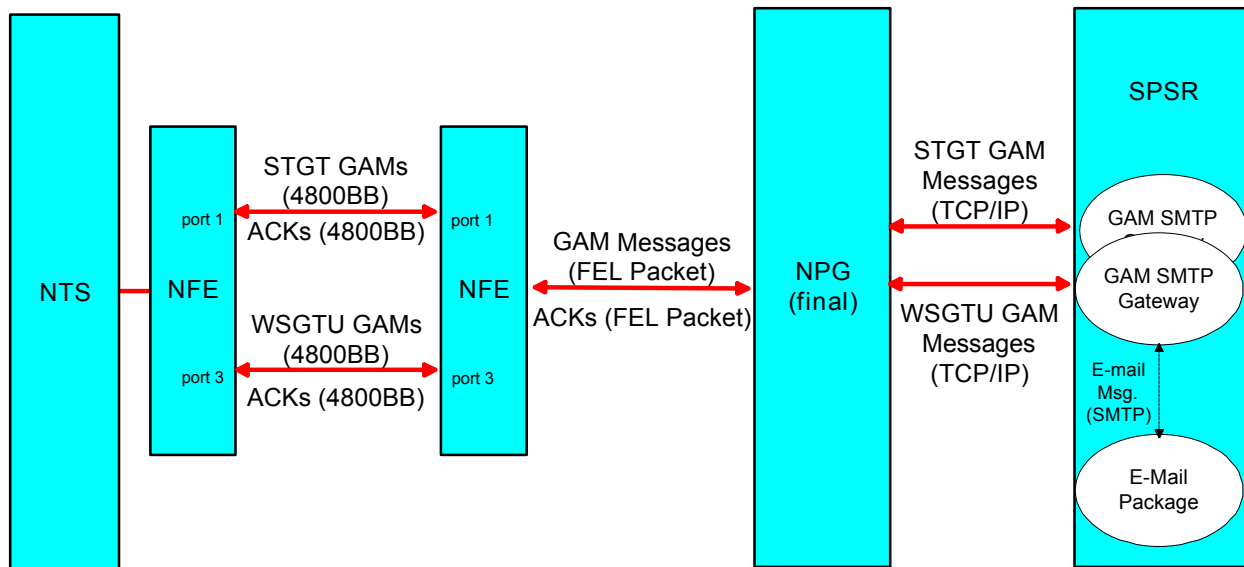 NTS
NFE
port 1
port 3
STGT GAMs
(4800BB)
ACKs (4800BB)
WSGTU GAMs
(4800BB)
ACKs (4800BB)
port 1
NFE
port 3
GAM Messages
(FEL Packet)
ACKs (FEL Packet)
NPG
(final)
STGT GAM
Messages
(TCP/IP)
WSGTU GAM
Messages
(TCP/IP)
SPSR
GAM SMTP
GAM SMTP
Gateway
E-mail
Msg.
(SMTP)
E-Mail
Package